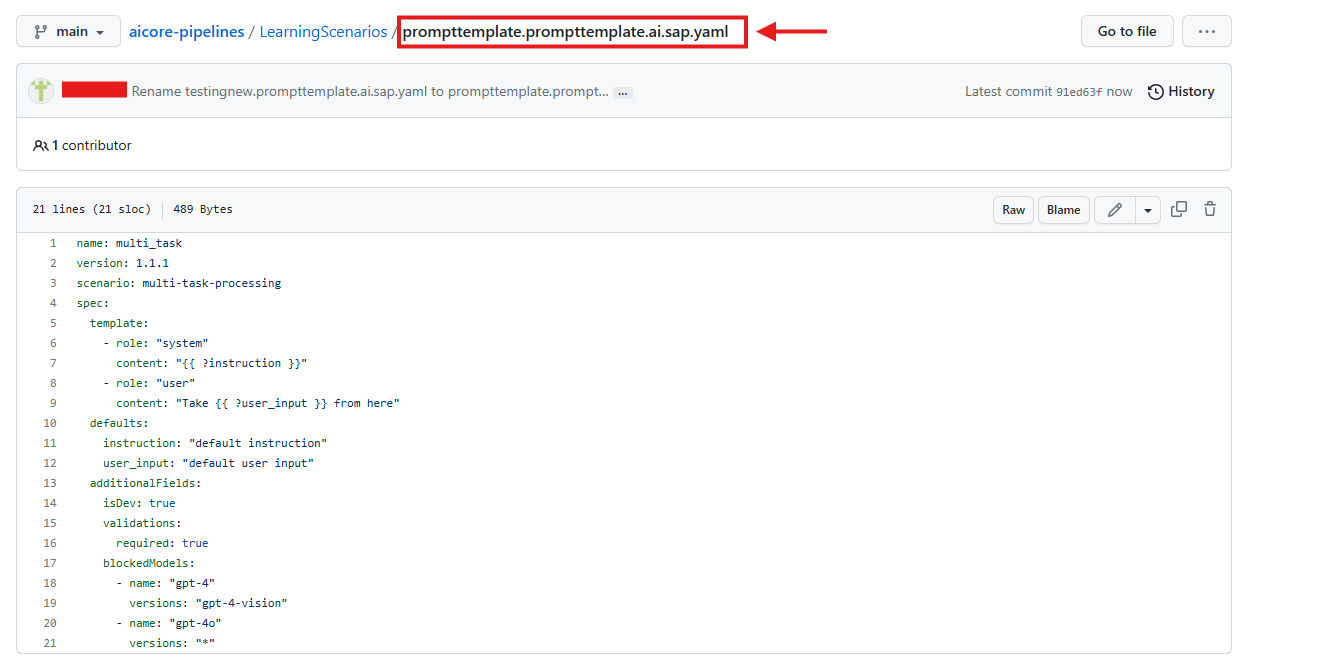 main aicore-pipelines / LearningScenarios / prompttemplate.prompttemplate.ai.sap.yaml Go to file ...
Rename testingnew.prompttemplate.ai.sap.yaml to prompttemplate.prompt... ... Latest commit 91ed63f now History
1 contributor
21 lines (21 sloc) 489 Bytes Raw Blame
1 name: multi_task
2 version: 1.1.1
3 scenario: multi-task-processing
4 spec:
5   template:
6     - role: "system"
7       content: "{{ ?instruction }}"
8     - role: "user"
9       content: "Take {{ ?user_input }} from here"
10   defaults:
11     instruction: "default instruction"
12     user_input: "default user input"
13   additionalFields:
14     isDev: true
15     validations:
16       required: true
17     blockedModels:
18       - name: "gpt-4"
19         versions: "gpt-4-vision"
20       - name: "gpt-4o"
21         versions: "*"